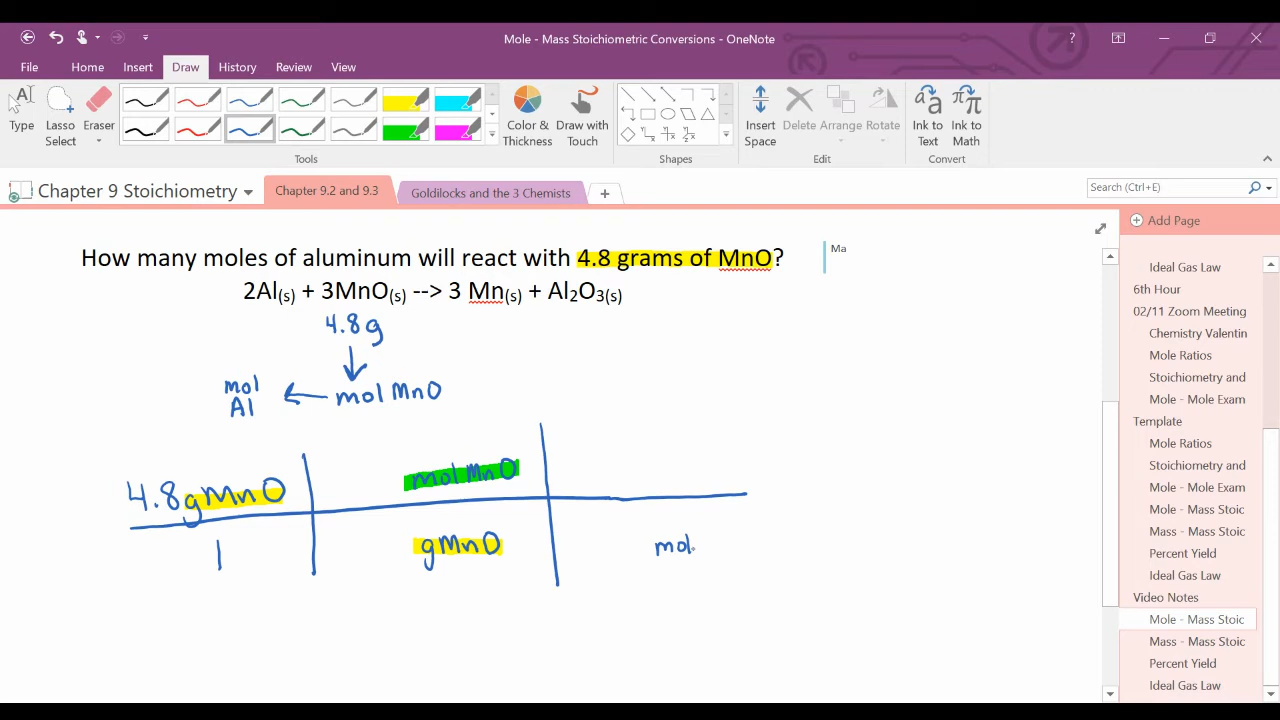 Mole - Mass Stoichiometric Conversions - OneNote
?
File Home Insert Draw History Review View
Type
Lasso Select
Eraser
Color & Thickness
Draw with Touch
Insert Space
Delete
Arrange
Rotate
Ink to Text
Ink to Math
Tools
Shapes
Edit
Convert
Chapter 9 Stoichiometry
Chapter 9.2 and 9.3
Goldilocks and the 3 Chemists
+
Search (Ctrl+E)
How many moles of aluminum will react with 4.8 grams of MnO?
2Al(s) + 3MnO(s) --> 3 Mn(s) + Al₂O₃(s)
Ma
4.8g
mol Al ← mol MnO
mol MnO
4.8gMnO
1
gMnO
mol
Add Page
Ideal Gas Law
6th Hour
02/11 Zoom Meeting
Chemistry Valentin
Mole Ratios
Stoichiometry and
Mole - Mole Exam
Template
Mole Ratios
Stoichiometry and
Mole - Mole Exam
Mole - Mass Stoic
Mass - Mass Stoic
Percent Yield
Ideal Gas Law
Video Notes
Mole - Mass Stoic
Mass - Mass Stoic
Percent Yield
Ideal Gas Law